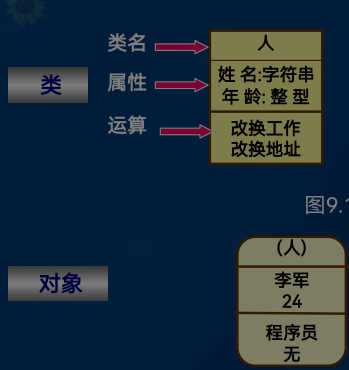 类名
人
类
属性
姓 名:字符串
年 龄: 整 型
运算
改换工作
改换地址
图9.1
对象
(人)
李军
24
程序员
无